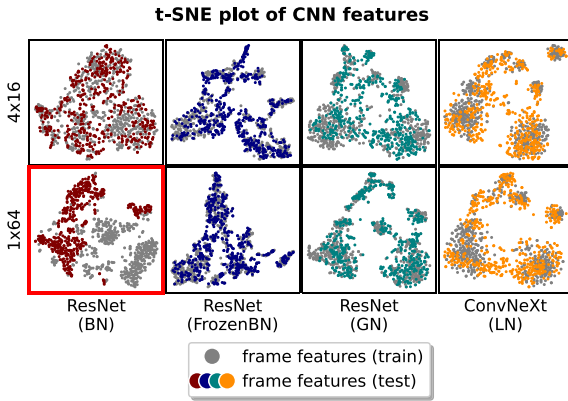 t-SNE plot of CNN features
4x16
1x64
ResNet
(BN)
ResNet
(FrozenBN)
ResNet
(GN)
ConvNeXt
(LN)
frame features (train)
frame features (test)